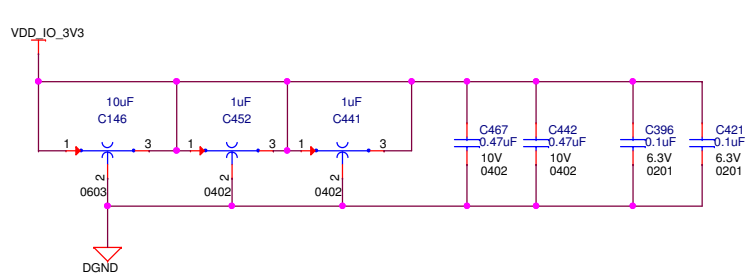 VDD_IO_3V3
10uF
C146
1uF
C452
1uF
C441
1
3
1
3
1
3
2
0603
2
0402
2
0402
C467
0.47uF
10V
0402
C442
0.47uF
10V
0402
C396
0.1uF
6.3V
0201
C421
0.1uF
6.3V
0201
DGND